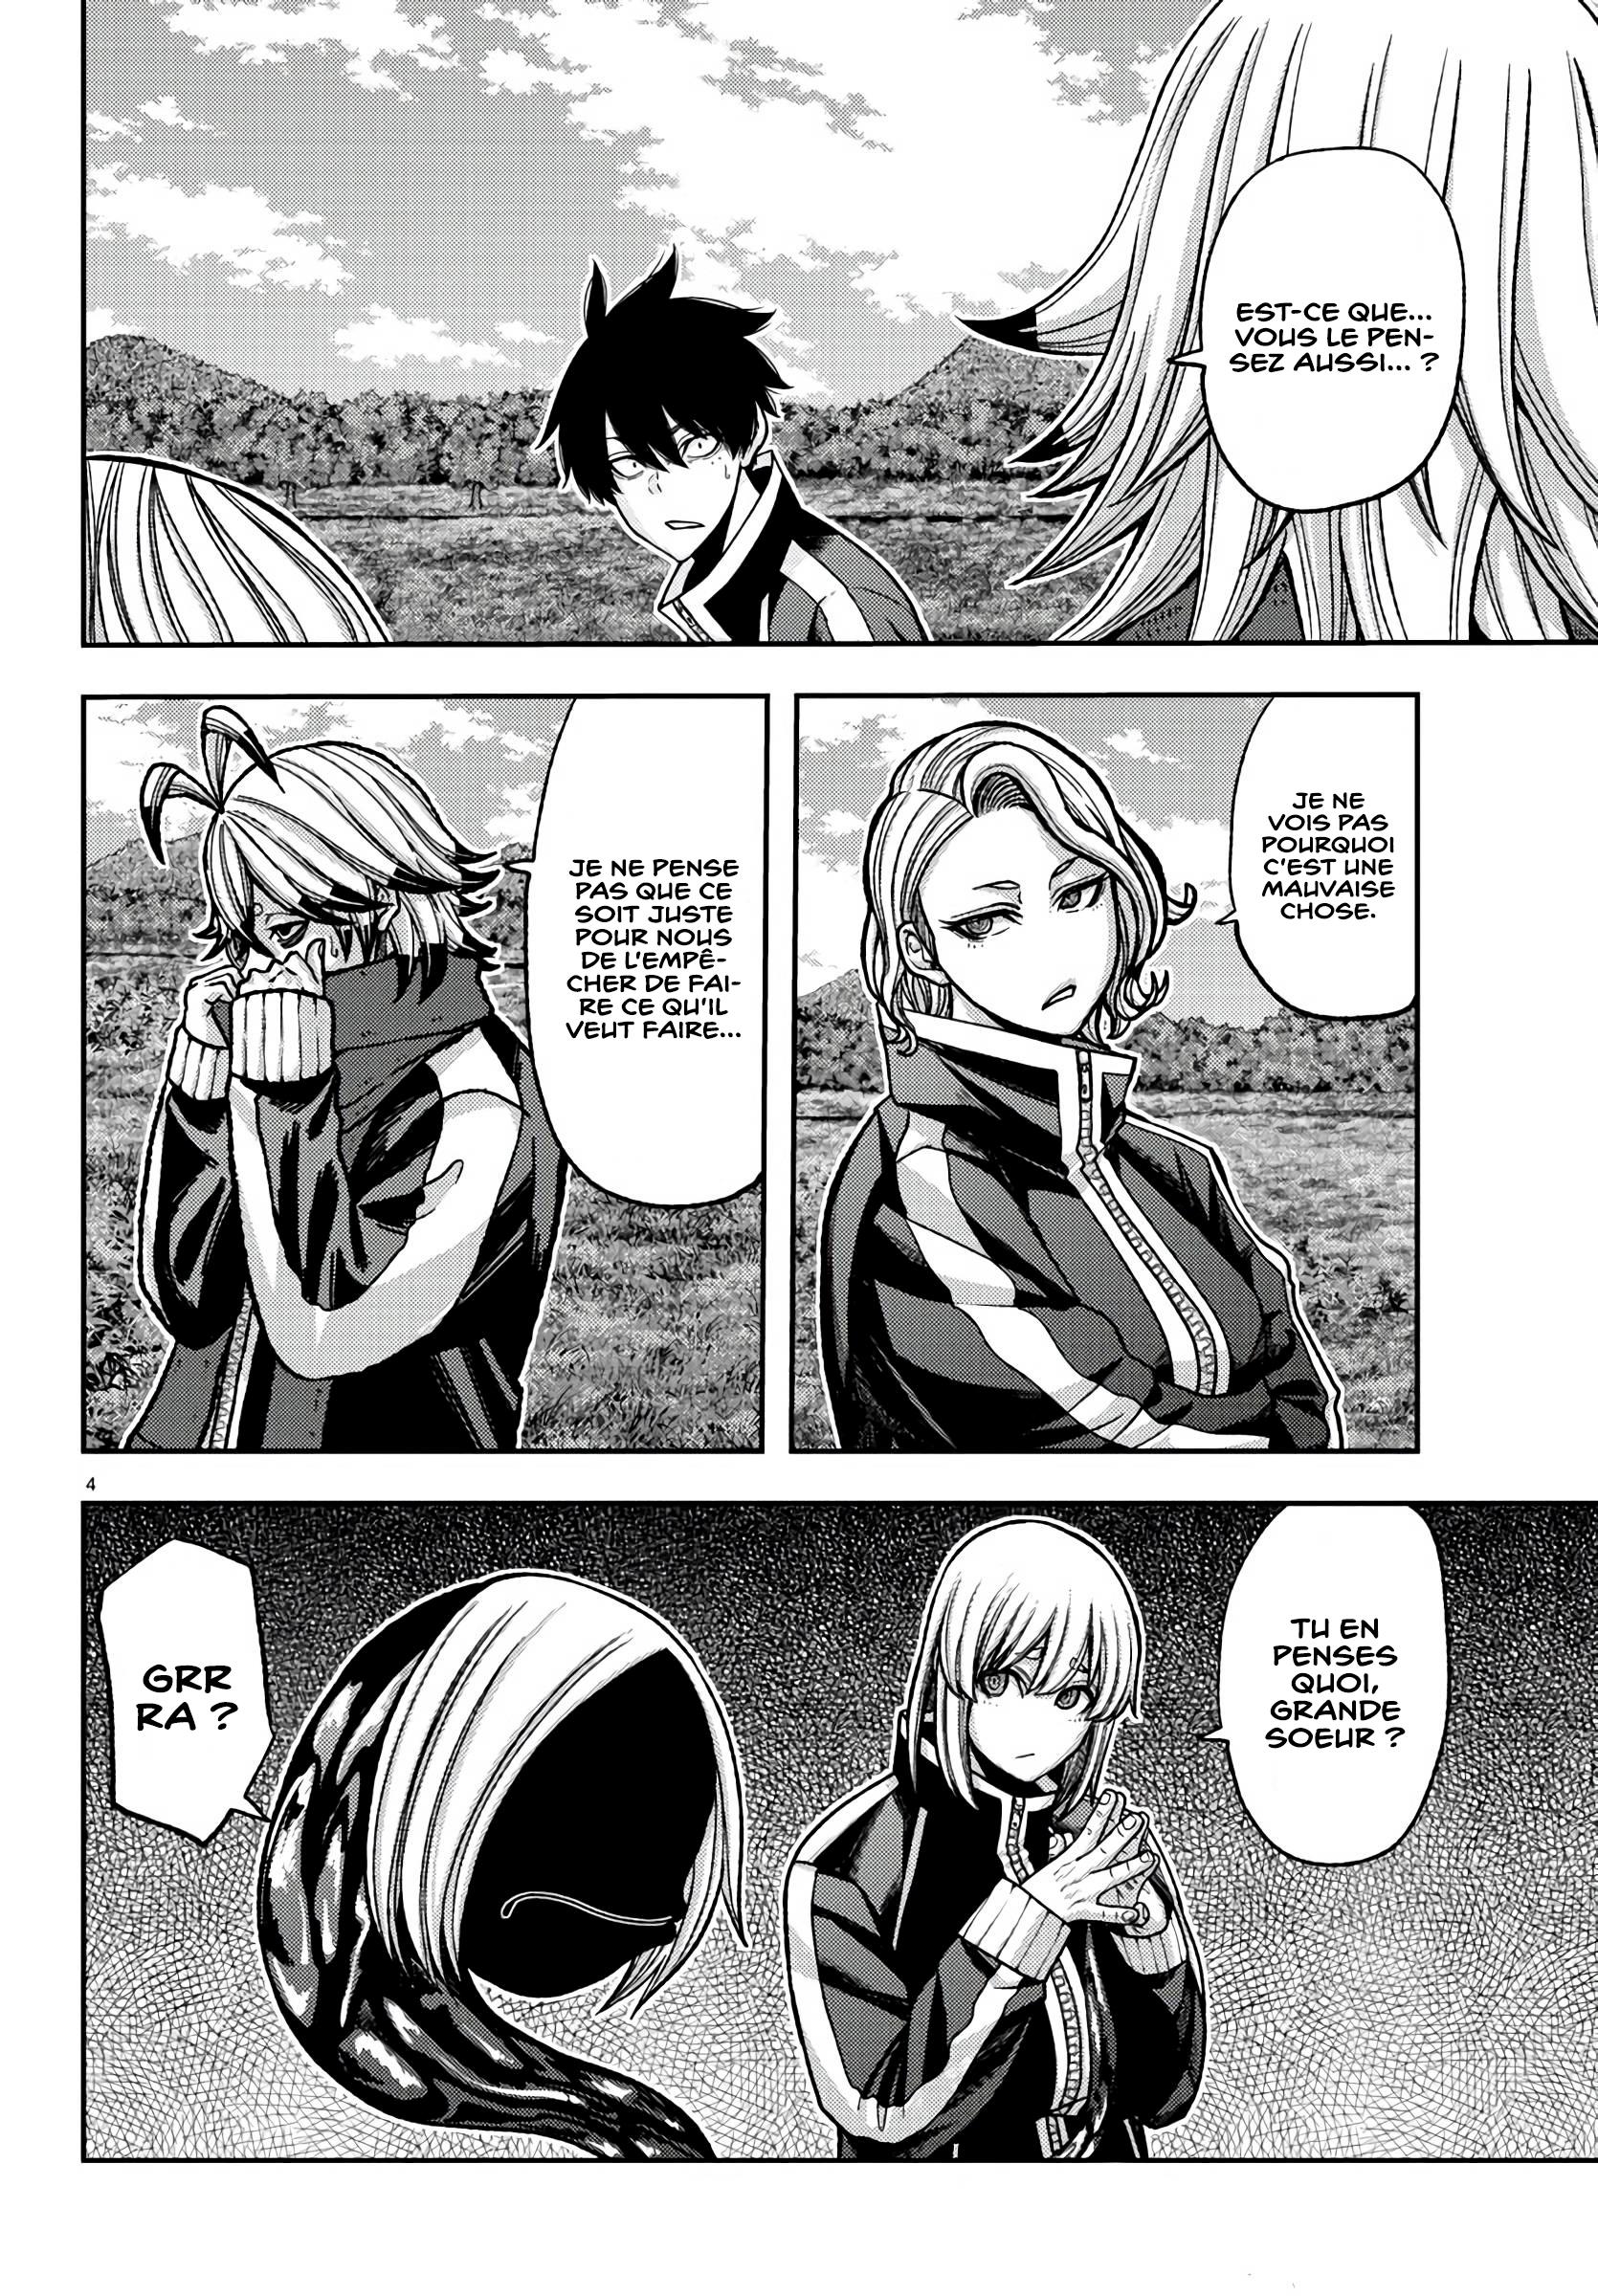 EST-CE QUE...
VOUS LE PEN-
SEZ AUSSI... ?
JE NE
VOIS PAS
POURQUOI
C'EST UNE
MAUVAISE
CHOSE.
JE NE PENSE
PAS QUE CE
SOIT JUSTE
POUR NOUS
DE L'EMPÊ-
CHER DE FAI-
RE CE QU'IL
VEUT FAIRE...
4
TU EN
PENSES
QUOI,
GRANDE
SOEUR ?
GRR
RA ?